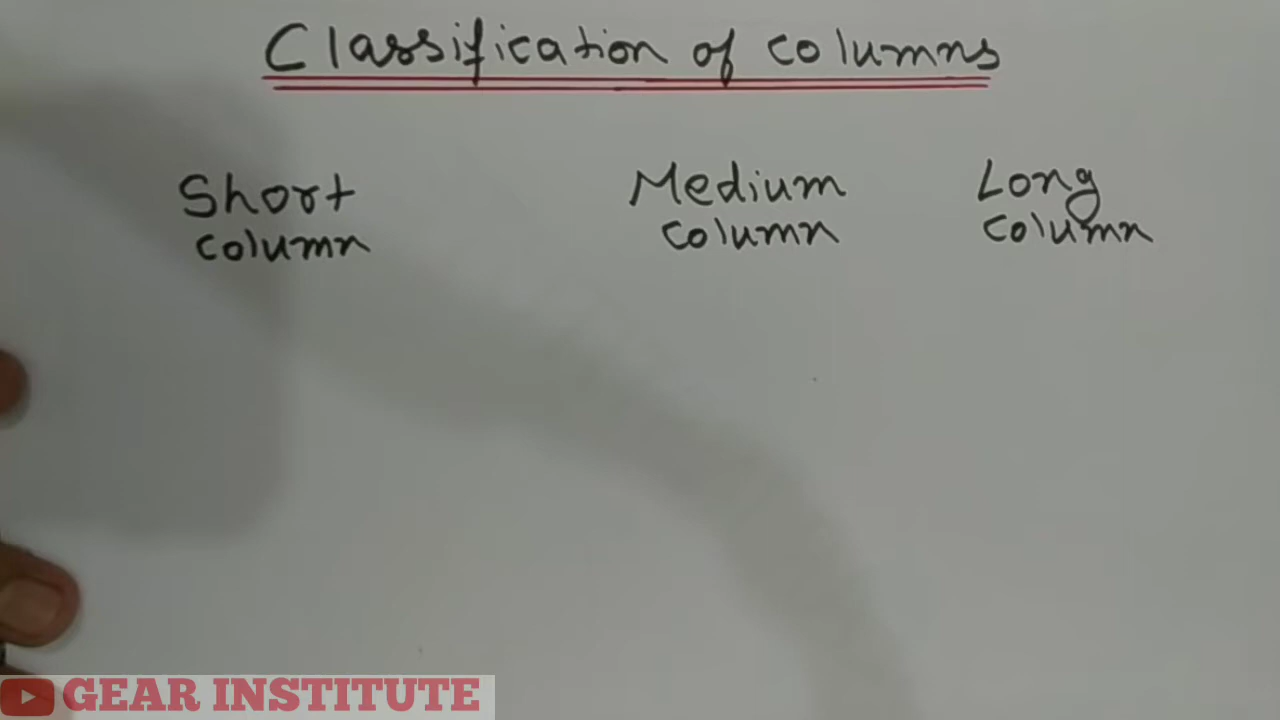 Classification of columns
Short
column
Medium
column
Long
column
GEAR INSTITUTE